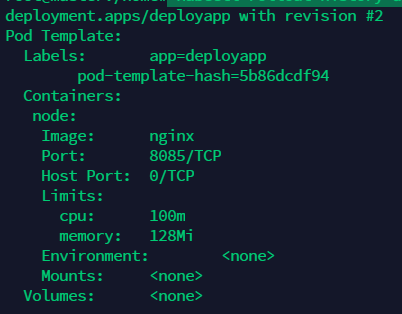 deployment.apps/deployapp with revision #2
Pod Template:
  Labels:       app=deployapp
        pod-template-hash=5b86dcdf94
  Containers:
   node:
    Image:      nginx
    Port:       8085/TCP
    Host Port:  0/TCP
    Limits:
      cpu:      100m
      memory:   128Mi
    Environment:        <none>
    Mounts:     <none>
  Volumes:      <none>